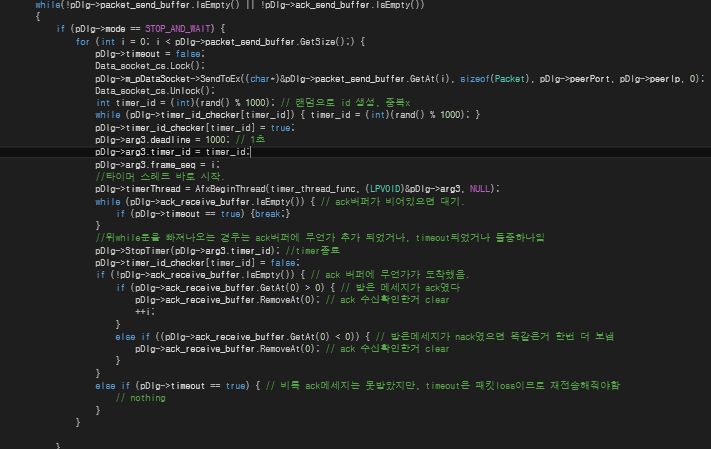 while(!pDlg->packet_send_buffer.IsEmpty() || !pDlg->ack_send_buffer.IsEmpty())
{
if (pDlg->mode == STOP_AND_WAIT) {
for (int i = 0; i < pDlg->packet_send_buffer.GetSize();) {
pDlg->timeout = false;
Data_socket_cs.Lock();
pDlg->m_pDataSocket->SendToEx((char*)&pDlg->packet_send_buffer.GetAt(i), sizeof(Packet), pDlg->peerPort, pDlg->peerIp, 0);
Data_socket_cs.Unlock();
int timer_id = (int)(rand() % 1000); // 랜덤으로 id 생성, 중복x
while (pDlg->timer_id_checker[timer_id]) { timer_id = (int)(rand() % 1000); }
pDlg->timer_id_checker[timer_id] = true;
pDlg->arg3.deadline = 1000; // 1초
pDlg->arg3.timer_id = timer_id;
pDlg->arg3.frame_seq = i;
//타이머 스레드 바로 시작.
pDlg->timerThread = AfxBeginThread(timer_thread_func, (LPVOID)&pDlg->arg3, NULL);
while (pDlg->ack_receive_buffer.IsEmpty()) { // ack버퍼가 비어있으면 대기.
if (pDlg->timeout == true) {break;}
}
//위while문을 빠져나오는 경우는 ack버퍼에 무언가 추가 되었거나, timeout되었거나 둘중하나임
pDlg->StopTimer(pDlg->arg3.timer_id); //timer종료
pDlg->timer_id_checker[timer_id] = false;
if (!pDlg->ack_receive_buffer.IsEmpty()) { // ack 버퍼에 무언가가 도착했음.
if (pDlg->ack_receive_buffer.GetAt(0) > 0) { // 받은 메세지가 ack였다
pDlg->ack_receive_buffer.RemoveAt(0); // ack 수신확인한거 clear
++i;
}
else if ((pDlg->ack_receive_buffer.GetAt(0) < 0)) { // 받은메세지가 nack였으면 똑같은거 한번 더 보냄
pDlg->ack_receive_buffer.RemoveAt(0); // ack 수신확인한거 clear
}
}
else if (pDlg->timeout == true) { // 비록 ack메세지는 못받았지만, timeout은 패킷loss이므로 재전송해줘야함
// nothing
}
}
}